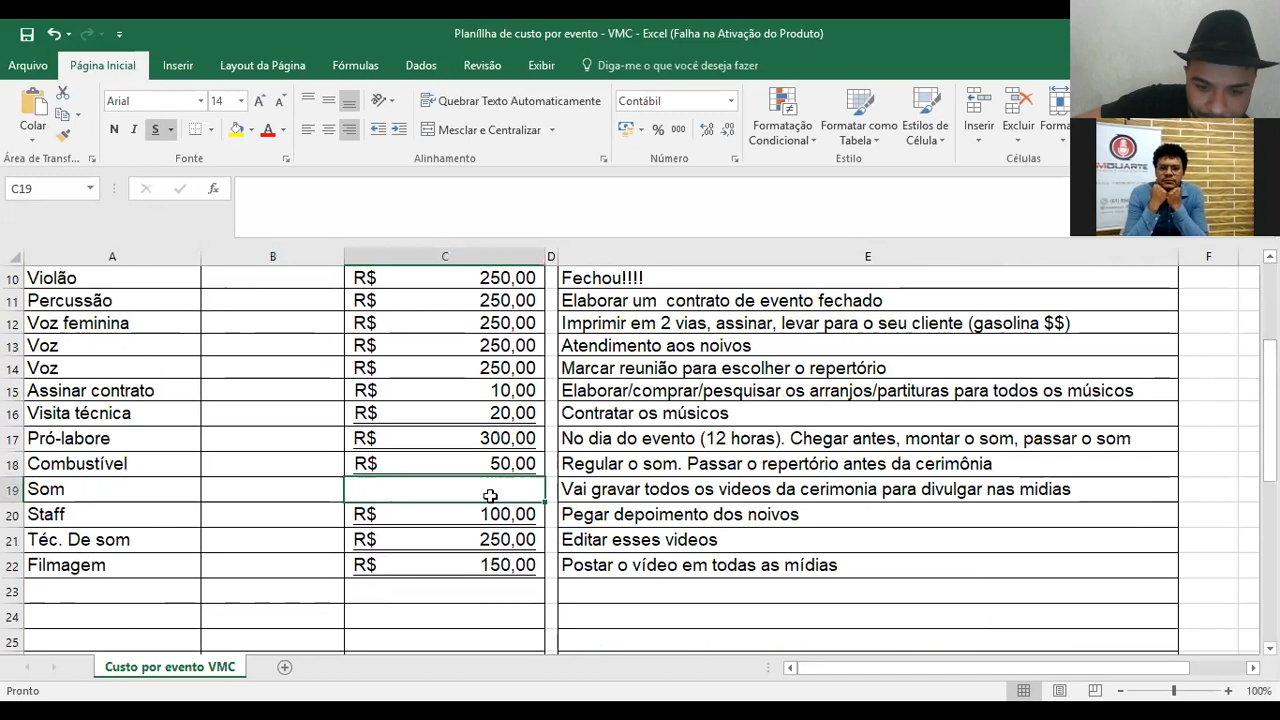 Planíllha de custo por evento - VMC - Excel (Falha na Ativação do Produto)
Arquivo Página Inicial Inserir Layout da Página Fórmulas Dados Revisão Exibir Diga-me o que você deseja fazer
Colar
Arial 14
N I S
Quebrar Texto Automaticamente
Mesclar e Centralizar
Contábil
% 000
Formatação Condicional
Formatar como Tabela
Estilos de Célula
Inserir Excluir
Área de Transf... Fonte Alinhamento Número Estilo Células
MDUARTE
C19 fx
A B C D E F
10 Violão R$ 250,00 Fechou!!!!
11 Percussão R$ 250,00 Elaborar um contrato de evento fechado
12 Voz feminina R$ 250,00 Imprimir em 2 vias, assinar, levar para o seu cliente (gasolina $$)
13 Voz R$ 250,00 Atendimento aos noivos
14 Voz R$ 250,00 Marcar reunião para escolher o repertório
15 Assinar contrato R$ 10,00 Elaborar/comprar/pesquisar os arranjos/partituras para todos os músicos
16 Visita técnica R$ 20,00 Contratar os músicos
17 Pró-labore R$ 300,00 No dia do evento (12 horas). Chegar antes, montar o som, passar o som
18 Combustível R$ 50,00 Regular o som. Passar o repertório antes da cerimônia
19 Som Vai gravar todos os videos da cerimonia para divulgar nas midias
20 Staff R$ 100,00 Pegar depoimento dos noivos
21 Téc. De som R$ 250,00 Editar esses videos
22 Filmagem R$ 150,00 Postar o vídeo em todas as mídias
23
24
25
Custo por evento VMC
Pronto 100%